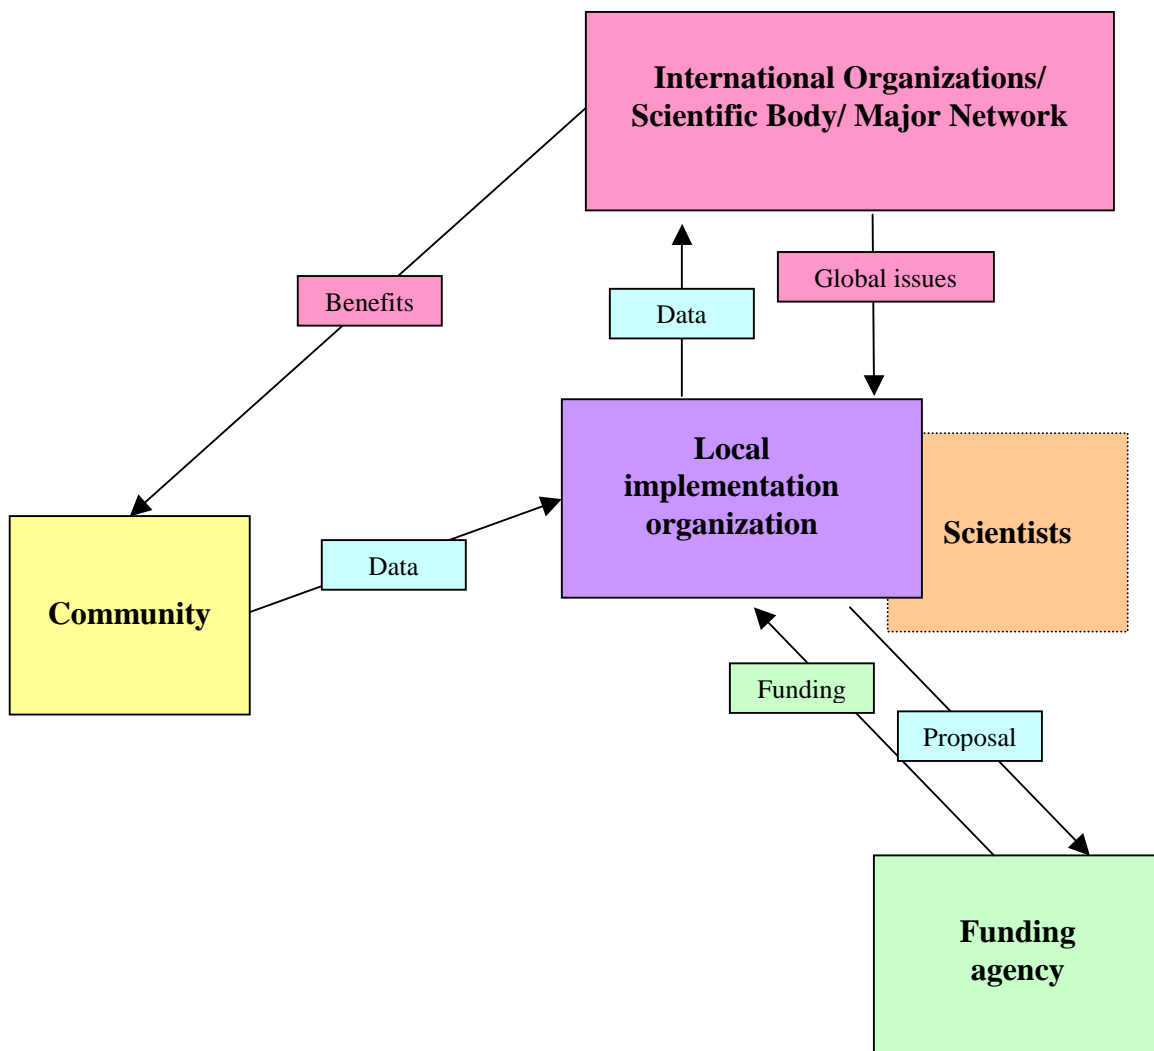 International Organizations/
Scientific Body/ Major Network
Global issues
Benefits
Data
Local
implementation
organization
Scientists
Data
Community
Funding
Proposal
Funding
agency